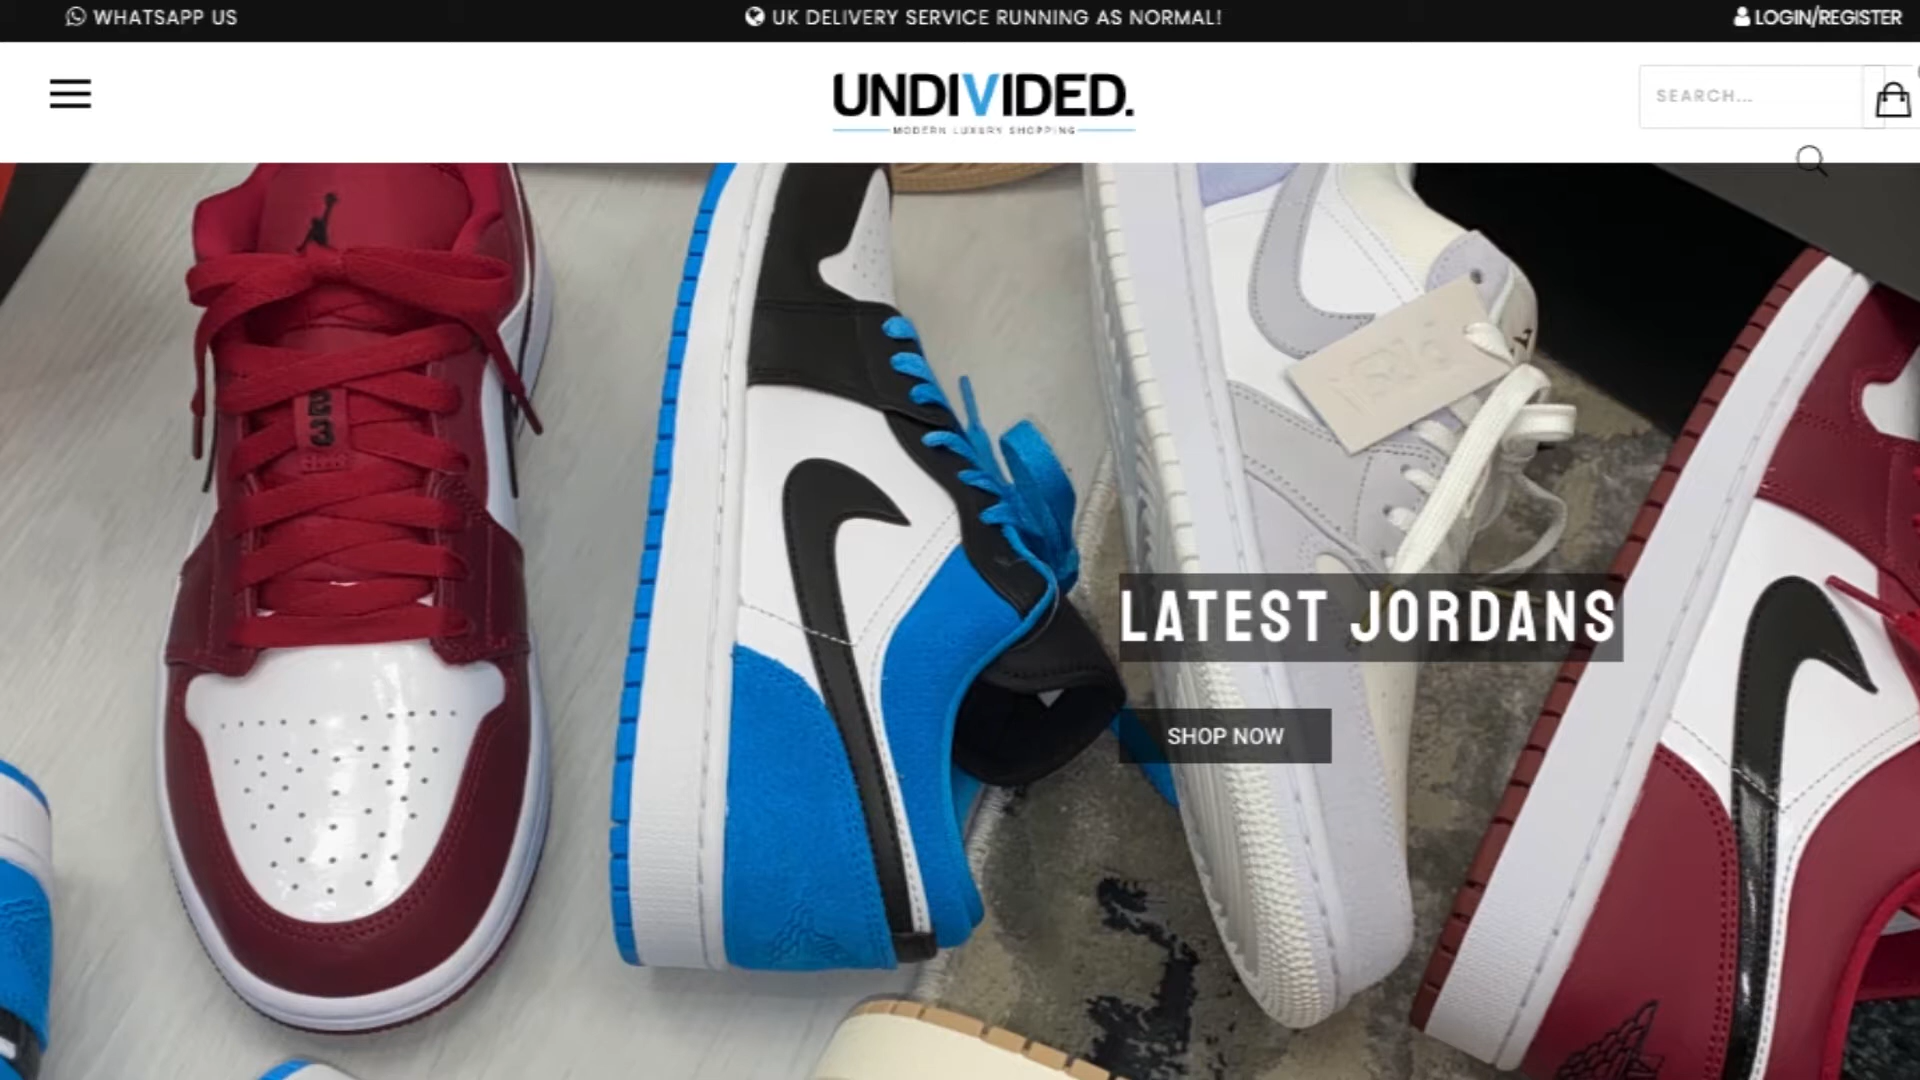 WHATSAPP US
UK DELIVERY SERVICE RUNNING AS NORMAL!
LOGIN/REGISTER
UNDIVIDED.
MODERN LUXURY SHOPPING
SEARCH...
23
LATEST JORDANS
SHOP NOW